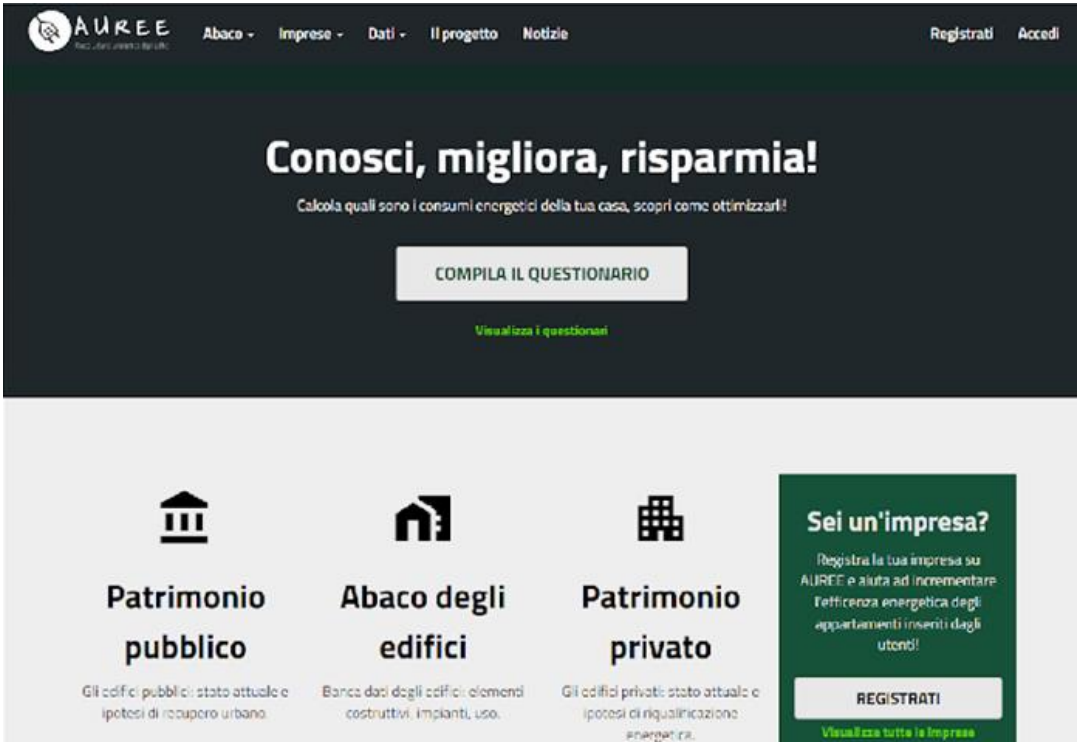 AUREE
Abaco Imprese Dati Il progetto Notizie
Registrati Accedi
Conosci, migliora, risparmia!
Calcola quali sono i consumi energetici della tua casa, scopri come ottimizzarli!
COMPILA IL QUESTIONARIO
Visualizza i questionari
Patrimonio
pubblico
Gli edifici pubblici: stato attuale e
ipotesi di recupero urbano.
Abaco degli
edifici
Banca dati degli edifici: elementi
costruttivi, impianti, uso.
Patrimonio
privato
Gli edifici privati: stato attuale e
ipotesi di riqualificazione
energetica.
Sei un'impresa?
Registra la tua impresa su
AUREE e aiuta ad incrementare
l'efficenza energetica degli
appartamenti inseriti dagli
utenti!
REGISTRATI
Visualizza tutte le Imprese